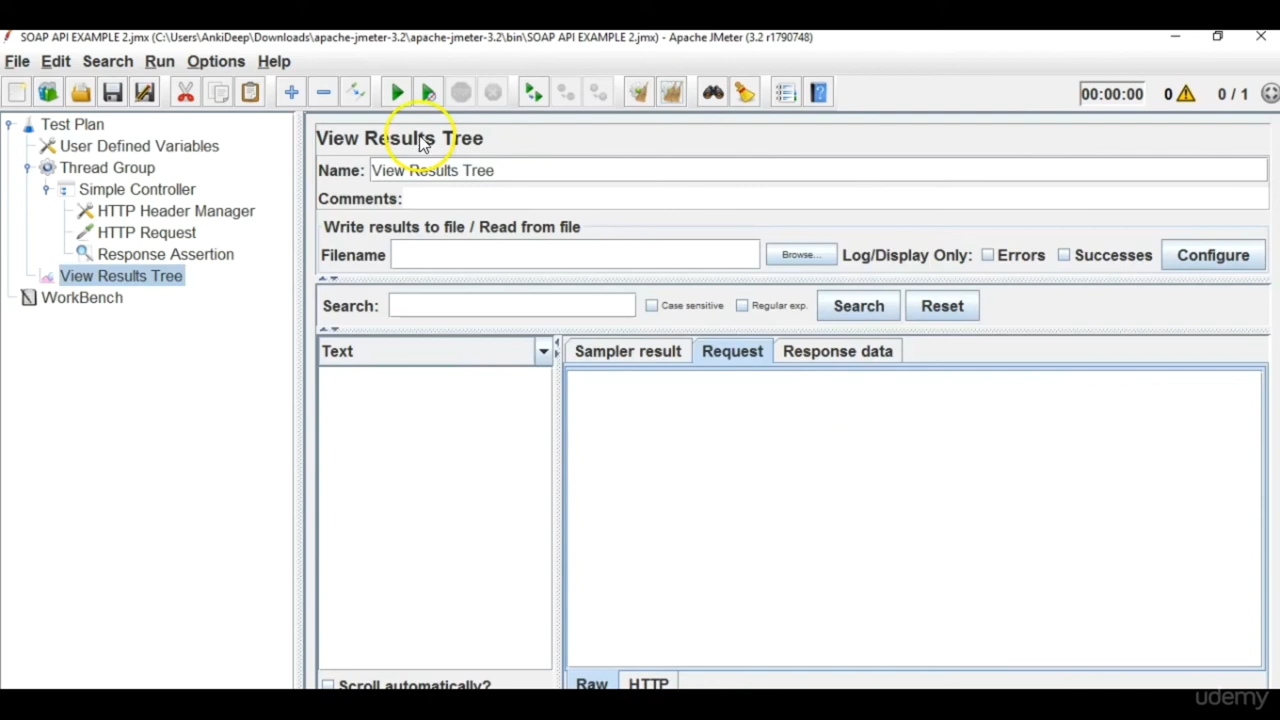 SOAP API EXAMPLE 2.jmx (C:\Users\AnkiDeep\Downloads\apache-jmeter-3.2\apache-jmeter-3.2\bin\SOAP API EXAMPLE 2.jmx) - Apache JMeter (3.2 r1790748)
File Edit Search Run Options Help
00:00:00 0 0 / 1
Test Plan
User Defined Variables
Thread Group
Simple Controller
HTTP Header Manager
HTTP Request
Response Assertion
View Results Tree
WorkBench
View Results Tree
Name: View Results Tree
Comments:
Write results to file / Read from file
Filename Browse... Log/Display Only: Errors Successes Configure
Search: Case sensitive Regular exp. Search Reset
Text
Sampler result Request Response data
Scroll automatically?
Raw HTTP
udemy